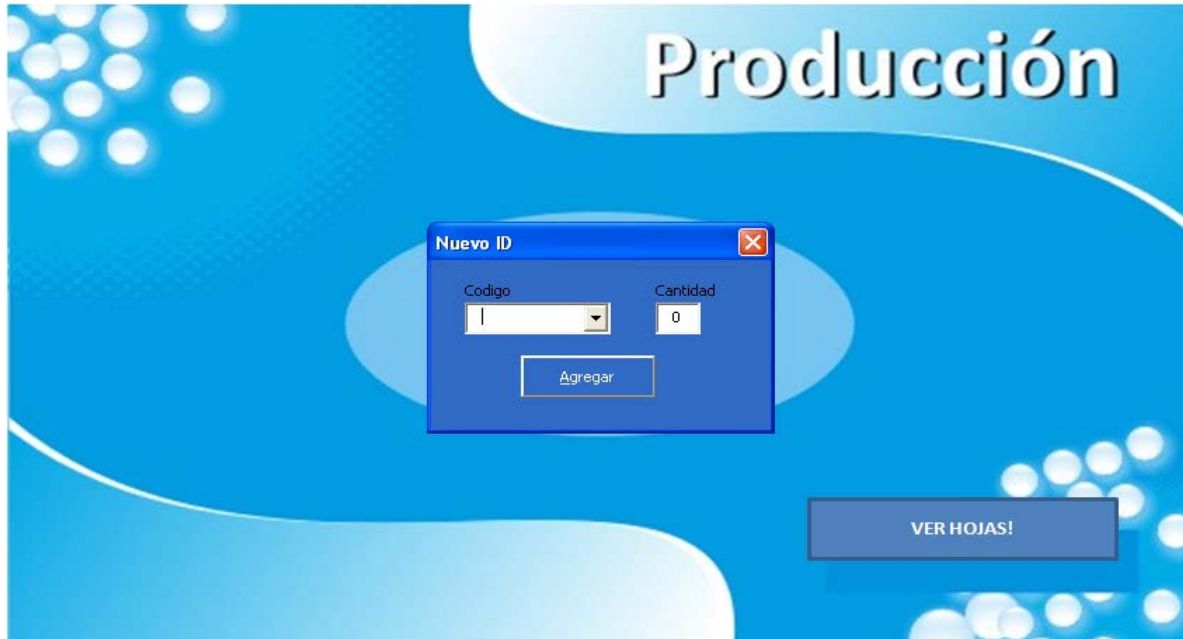 Producción
Nuevo ID
Codigo
Cantidad
0
Agregar
VER HOJAS!